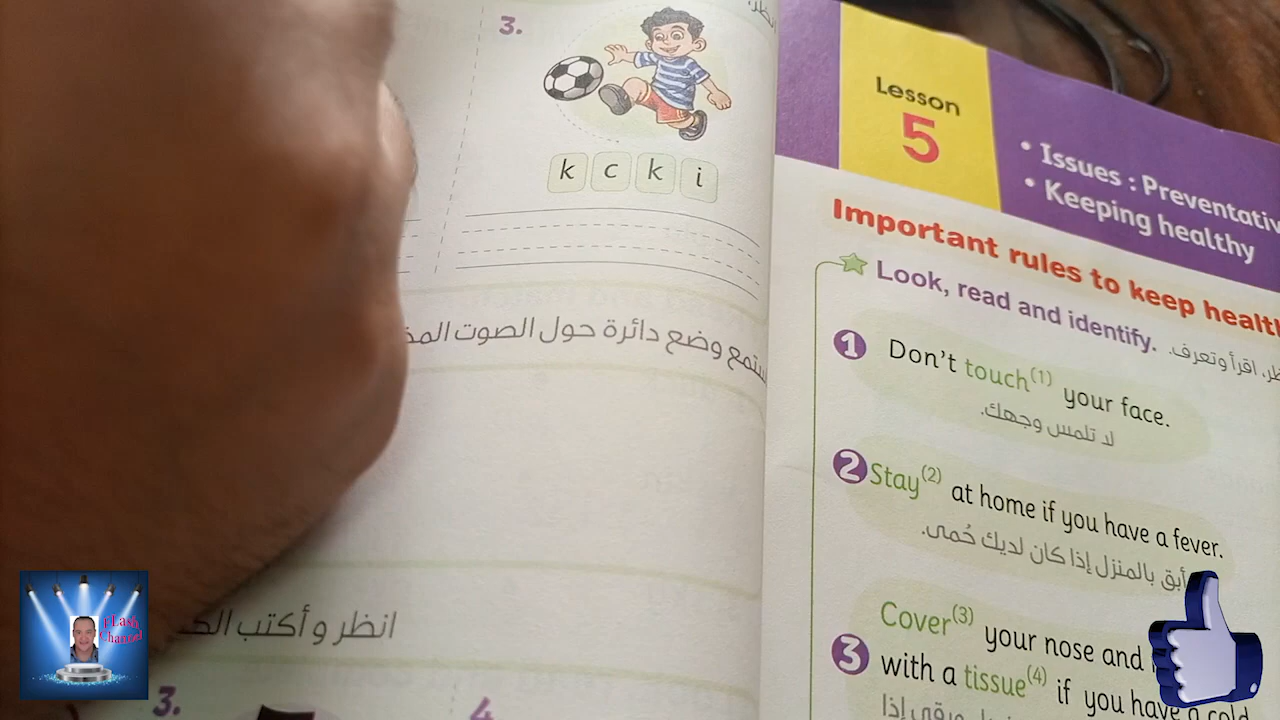 3.
k c k i
ستمع وضع دائرة حول الصوت
انظر و أكتب
3.
4
Lesson
5
• Issues : Preventativ
• Keeping healthy
Important rules to keep healt
Look, read and identify. اقرأ وتعرف.
1 Don't touch(1) your face.
لا تلمس وجهك.
2 Stay(2) at home if you have a fever.
أبق بالمنزل إذا كان لديك حُمى.
3 Cover(3) your nose and
with a tissue(4) if you have a cold
إذا
fLash
Channel